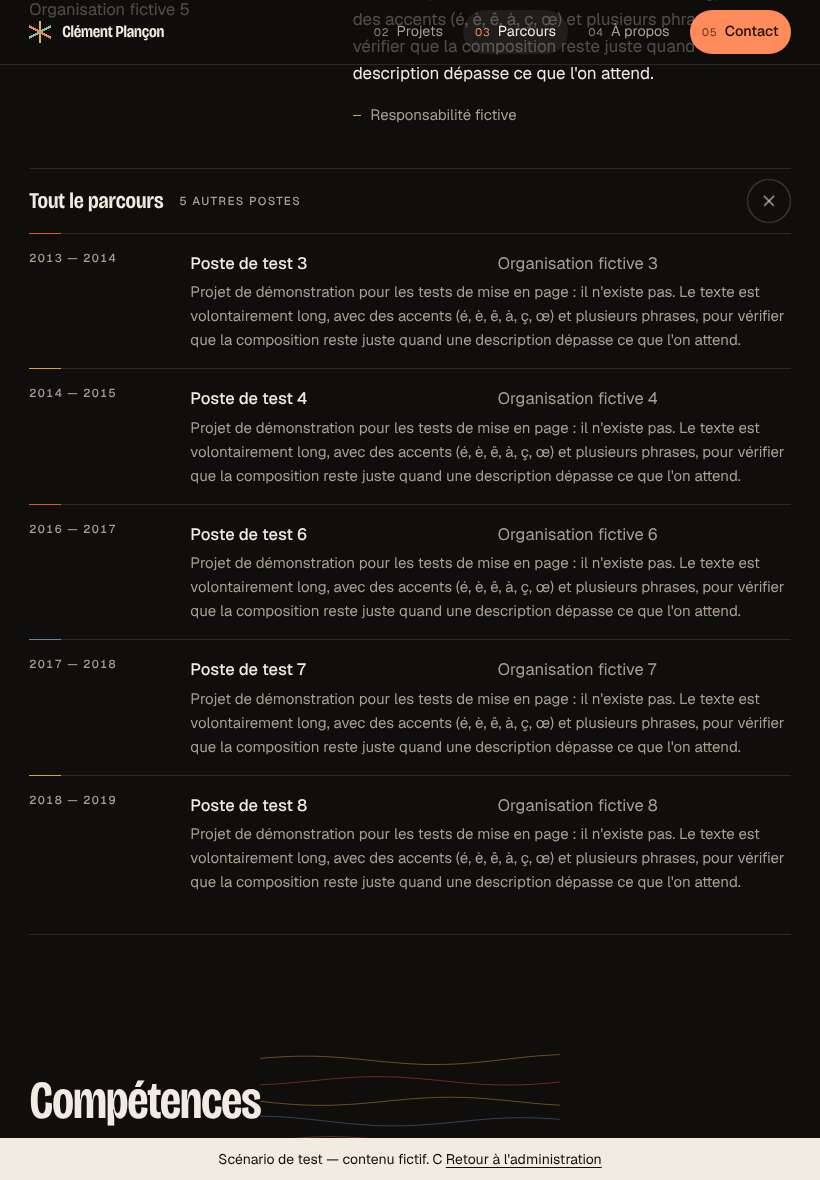 Organisation fictive 5
des accents (é, è, ê, à, ç, œ) et plusieurs phra
Clément Plançon
02 Projets
03 Parcours
04 À propos
05 Contact
vérifier que la composition reste juste quand
description dépasse ce que l'on attend.
– Responsabilité fictive
Tout le parcours 5 AUTRES POSTES
2013 — 2014
Poste de test 3
Organisation fictive 3
Projet de démonstration pour les tests de mise en page : il n'existe pas. Le texte est
volontairement long, avec des accents (é, è, ê, à, ç, œ) et plusieurs phrases, pour vérifier
que la composition reste juste quand une description dépasse ce que l'on attend.
2014 — 2015
Poste de test 4
Organisation fictive 4
Projet de démonstration pour les tests de mise en page : il n'existe pas. Le texte est
volontairement long, avec des accents (é, è, ê, à, ç, œ) et plusieurs phrases, pour vérifier
que la composition reste juste quand une description dépasse ce que l'on attend.
2016 — 2017
Poste de test 6
Organisation fictive 6
Projet de démonstration pour les tests de mise en page : il n'existe pas. Le texte est
volontairement long, avec des accents (é, è, ê, à, ç, œ) et plusieurs phrases, pour vérifier
que la composition reste juste quand une description dépasse ce que l'on attend.
2017 — 2018
Poste de test 7
Organisation fictive 7
Projet de démonstration pour les tests de mise en page : il n'existe pas. Le texte est
volontairement long, avec des accents (é, è, ê, à, ç, œ) et plusieurs phrases, pour vérifier
que la composition reste juste quand une description dépasse ce que l'on attend.
2018 — 2019
Poste de test 8
Organisation fictive 8
Projet de démonstration pour les tests de mise en page : il n'existe pas. Le texte est
volontairement long, avec des accents (é, è, ê, à, ç, œ) et plusieurs phrases, pour vérifier
que la composition reste juste quand une description dépasse ce que l'on attend.
Compétences
Scénario de test — contenu fictif. C Retour à l'administration